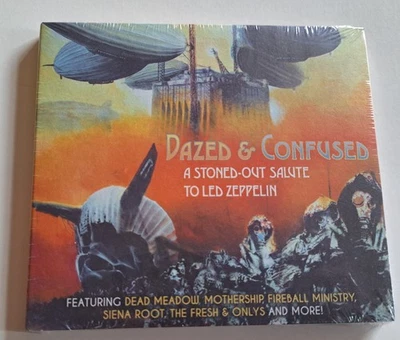 DAZED & CONFUSED
A STONED-OUT SALUTE
TO LED ZEPPELIN
FEATURING DEAD MEADOW, MOTHERSHIP, FIREBALL MINISTRY,
SIENA ROOT, THE FRESH & ONLYS AND MORE!